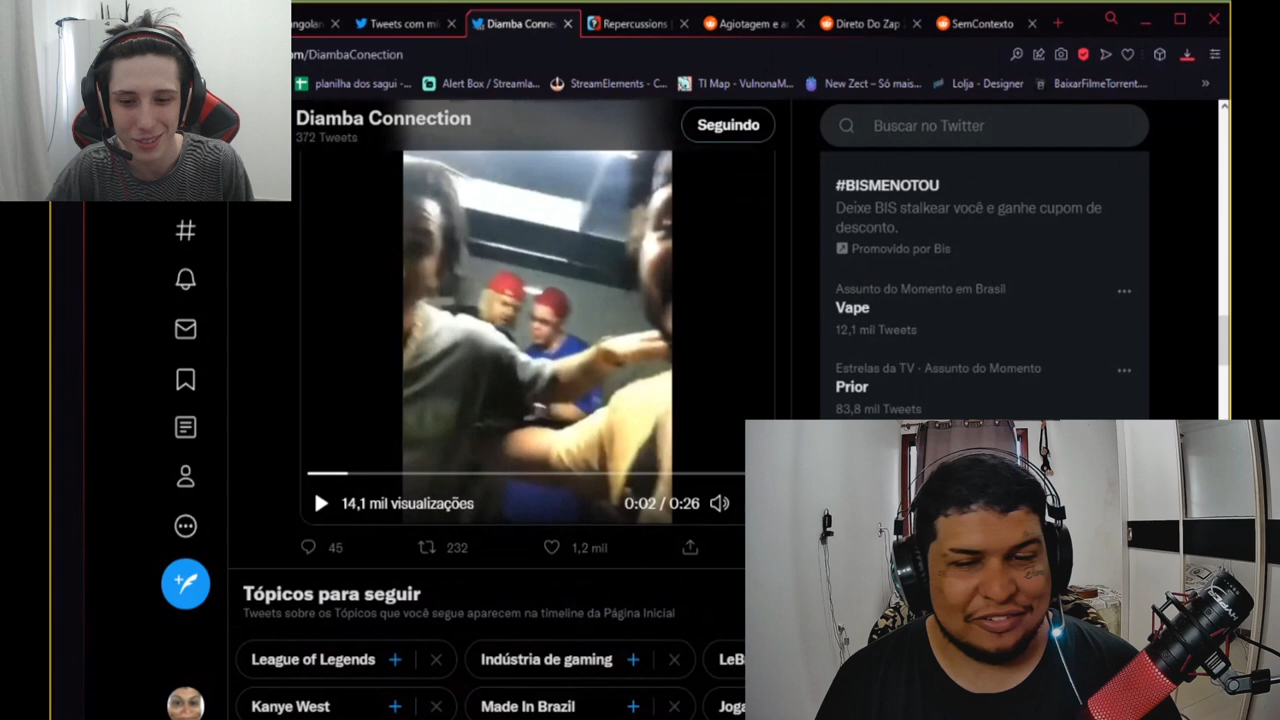 angolan
Tweets com mi
Diamba Conne
Repercussions
Agiotagem e a
Direto Do Zap
SemContexto
m/DiambaConection
planilha dos sagui -...
Alert Box / Streamla...
StreamElements - C...
TI Map - VulnonaM...
New Zect – Só mais...
Lolja - Designer
BaixarFilmeTorrent....
Diamba Connection
372 Tweets
Seguindo
Buscar no Twitter
#BISMENOTOU
Deixe BIS stalkear você e ganhe cupom de
desconto.
Promovido por Bis
Assunto do Momento em Brasil
Vape
12,1 mil Tweets
Estrelas da TV · Assunto do Momento
Prior
83,8 mil Tweets
14,1 mil visualizações
0:02 / 0:26
45
232
1,2 mil
Tópicos para seguir
Tweets sobre os Tópicos que você segue aparecem na timeline da Página Inicial
League of Legends
Indústria de gaming
LeB
Kanye West
Made In Brazil
Joga